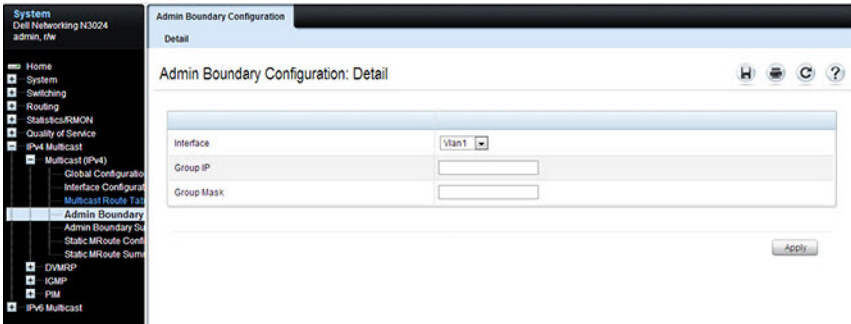 System
Dell Networking N3024
admin, r/w
Home
System
Switching
Routing
Statistics/RMON
Quality of Service
IPv4 Multicast
Multicast (IPv4)
Global Configuratio
Interface Configurat
Multicast Route Tab
Admin Boundary
Admin Boundary Su
Static MRoute Confi
Static MRoute Summ
DVMRP
IGMP
PIM
IPv6 Multicast
Admin Boundary Configuration
Detail
Admin Boundary Configuration: Detail
?
Interface
Vlan1
Group IP
Group Mask
Apply